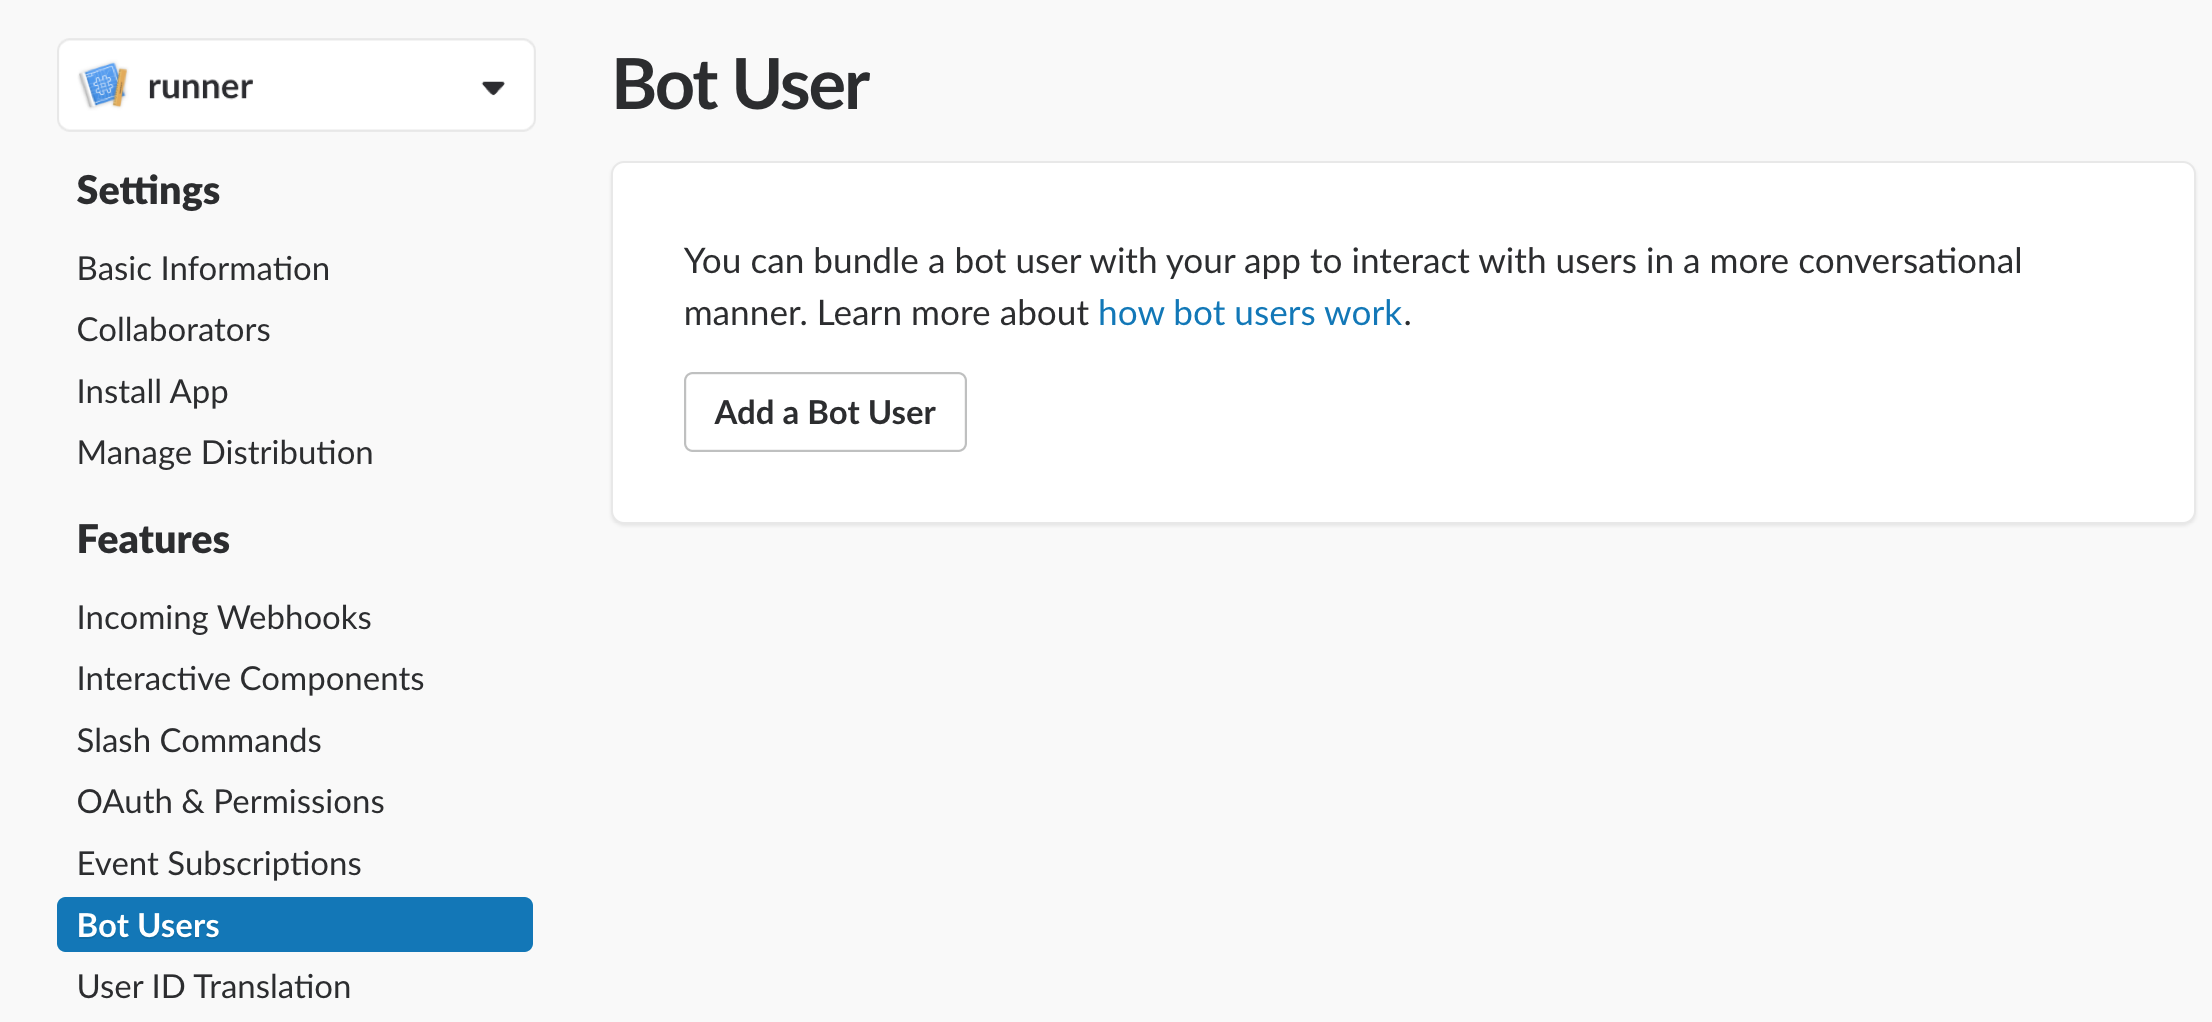 runner
Settings
Basic Information
Collaborators
Install App
Manage Distribution
Features
Incoming Webhooks
Interactive Components
Slash Commands
OAuth & Permissions
Event Subscriptions
Bot Users
User ID Translation
Bot User
You can bundle a bot user with your app to interact with users in a more conversational
manner. Learn more about how bot users work.
Add a Bot User